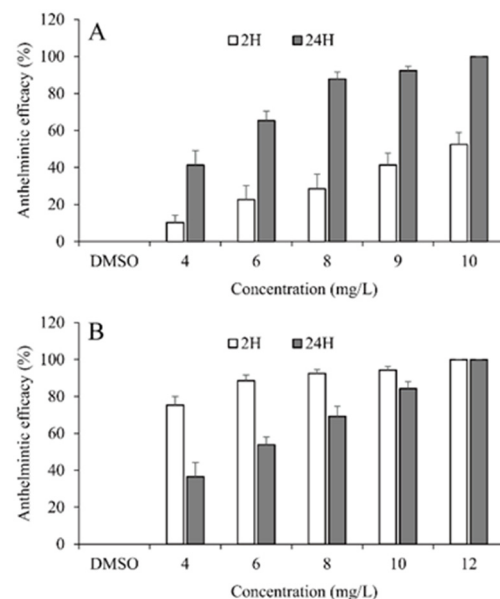 A
2H 24H
Anthelmintic efficacy (%)
120
100
80
60
40
20
0
DMSO 4 6 8 9 10
Concentration (mg/L)
B
2H 24H
Anthelmintic efficacy (%)
120
100
80
60
40
20
0
DMSO 4 6 8 10 12
Concentration (mg/L)